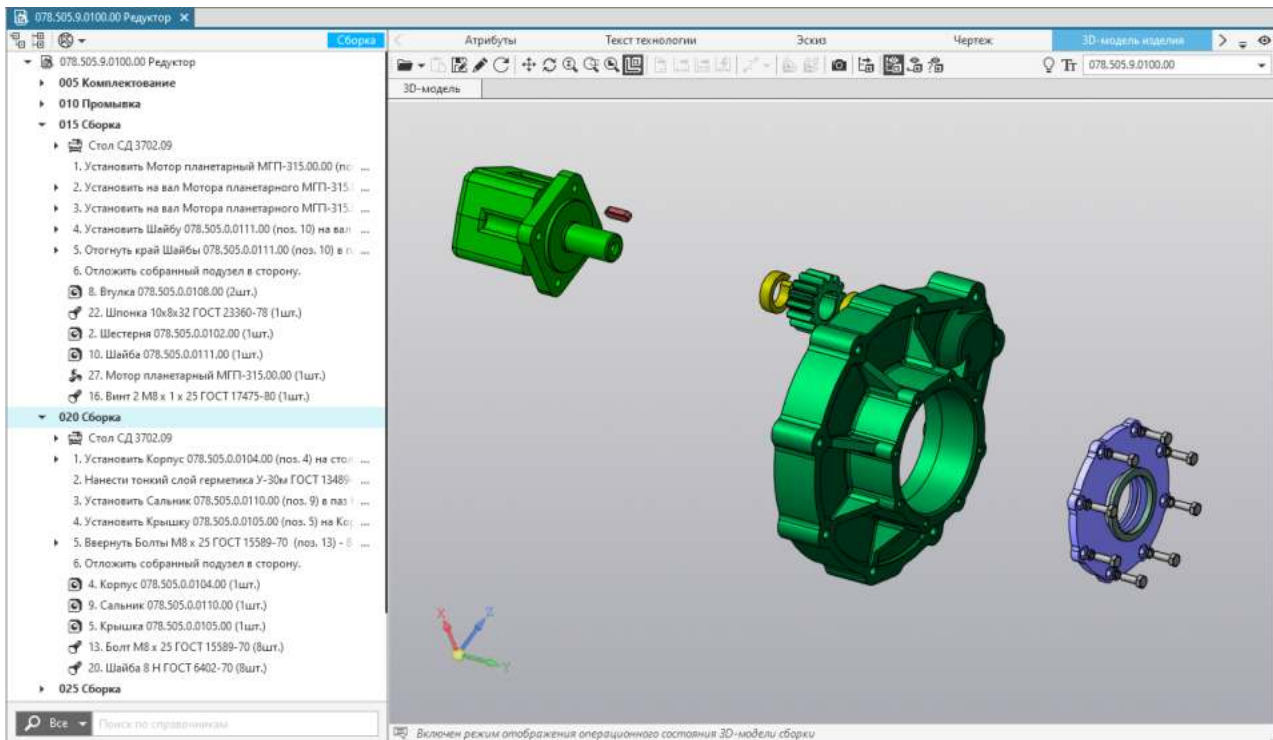 078.505.9.0100.00 Редуктор
Сборка
Атрибуты
Текст технологии
Эскиз
Чертеж
3D-модель изделия
078.505.9.0100.00 Редуктор
005 Комплектование
010 Промывка
015 Сборка
Стол СД 3702.09
1. Установить Мотор планетарный МГП-315.00.00 (по ...
2. Установить на вал Мотора планетарного МГП-315. ...
3. Установить на вал Мотора планетарного МГП-315. ...
4. Установить Шайбу 078.505.0.0111.00 (поз. 10) на вал ...
5. Отогнуть край Шайбы 078.505.0.0111.00 (поз. 10) в п ...
6. Отложить собранный подузел в сторону.
8. Втулка 078.505.0.0108.00 (2шт.)
22. Шпонка 10x8x32 ГОСТ 23360-78 (1шт.)
2. Шестерня 078.505.0.0102.00 (1шт.)
10. Шайба 078.505.0.0111.00 (1шт.)
27. Мотор планетарный МГП-315.00.00 (1шт.)
16. Винт 2 М8 х 1 х 25 ГОСТ 17475-80 (1шт.)
020 Сборка
Стол СД 3702.09
1. Установить Корпус 078.505.0.0104.00 (поз. 4) на стол ...
2. Нанести тонкий слой герметика У-30м ГОСТ 13489- ...
3. Установить Сальник 078.505.0.0110.00 (поз. 9) в паз ...
4. Установить Крышку 078.505.0.0105.00 (поз. 5) на Кор ...
5. Ввернуть Болты М8 х 25 ГОСТ 15589-70 (поз. 13) - 8 ...
6. Отложить собранный подузел в сторону.
4. Корпус 078.505.0.0104.00 (1шт.)
9. Сальник 078.505.0.0110.00 (1шт.)
5. Крышка 078.505.0.0105.00 (1шт.)
13. Болт М8 х 25 ГОСТ 15589-70 (8шт.)
20. Шайба 8 Н ГОСТ 6402-70 (8шт.)
025 Сборка
Все
Поиск по справочникам
Тт 078.505.9.0100.00
3D-модель
X
Z
Y
Включен режим отображения операционного состояния 3D-модели сборки